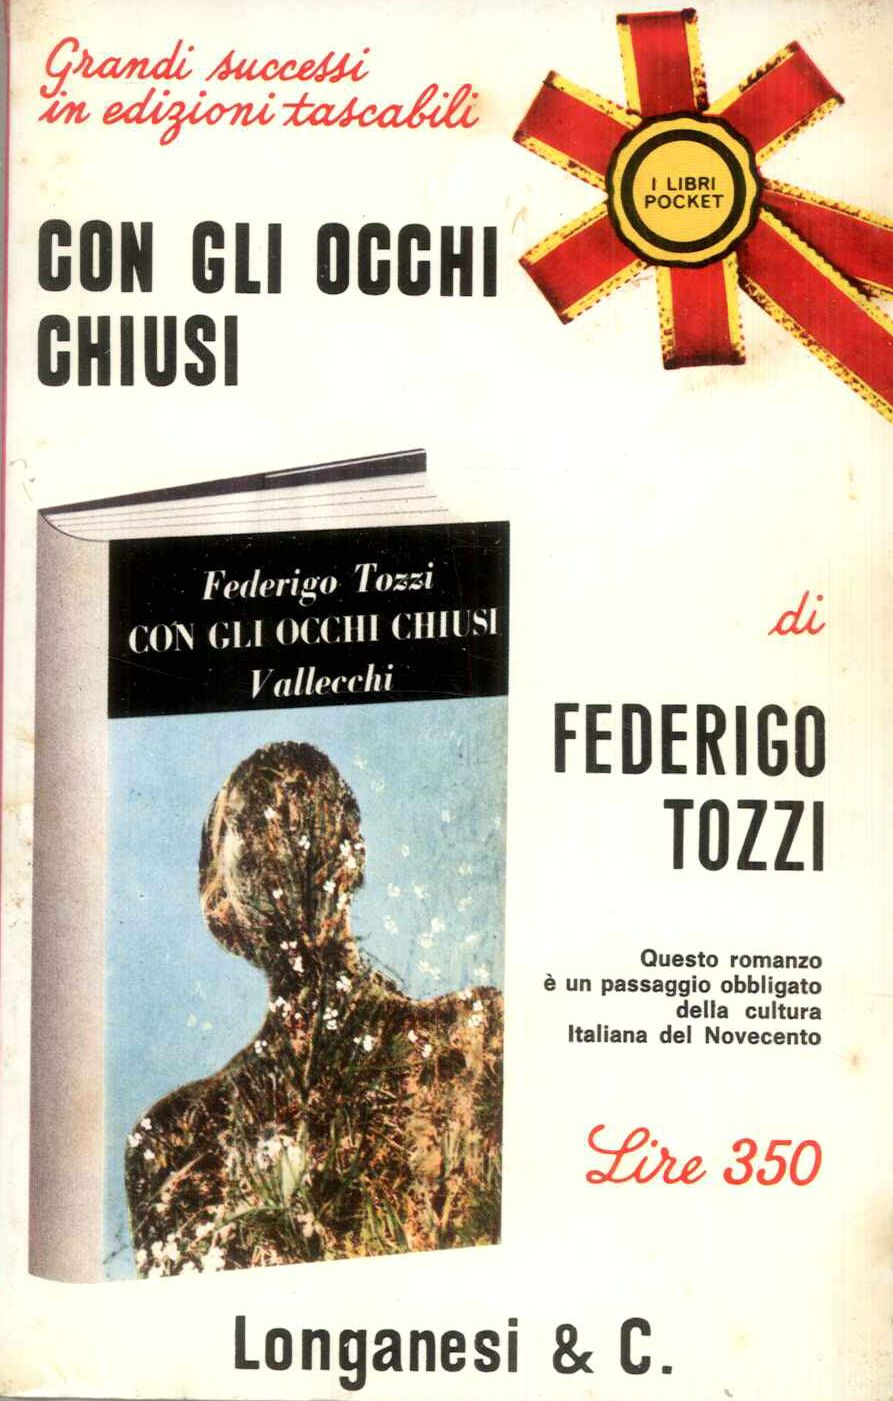 Grandi successi
in edizioni tascabili
I LIBRI
POCKET
CON GLI OCCHI
CHIUSI
Federigo Tozzi
CON GLI OCCHI CHIUSI
Vallecchi
di
FEDERIGO
TOZZI
Questo romanzo
è un passaggio obbligato
della cultura
Italiana del Novecento
Lire 350
Longanesi & C.